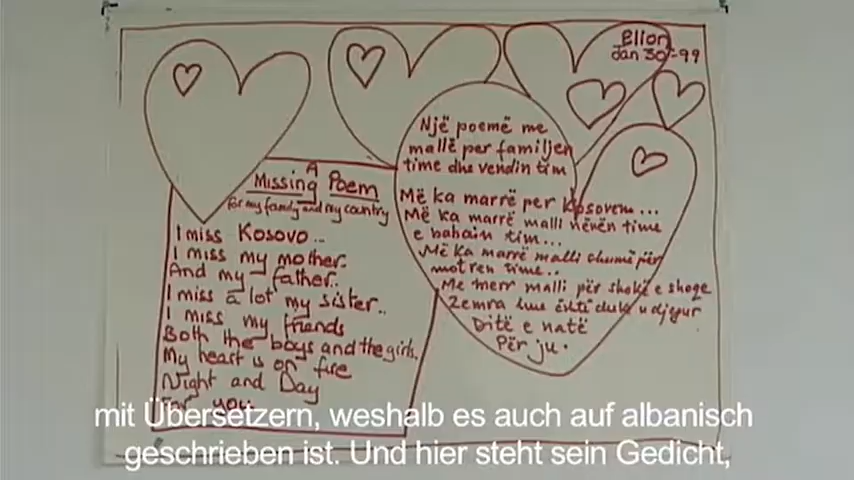 Elion
Jan 30-99
Një poemë me
mallë per familjen
time dhe vendin tim
Më ka marrë per Kosovem...
Më ka marrë malli nënën time
e babain tim...
Më ka marrë malli shumë për
motren time..
Me merr malli për shokë e shoqe
Zemra ime është duke u djegur
Ditë e natë
Për ju.
A
Missing Poem
for my family and my country
I miss Kosovo...
I miss my mother.
And my father.
I miss a lot my sister..
I miss my friends
Both the boys and the girls.
My heart is on fire
Night and Day
For you
mit Übersetzern, weshalb es auch auf albanisch
geschrieben ist. Und hier steht sein Gedicht,